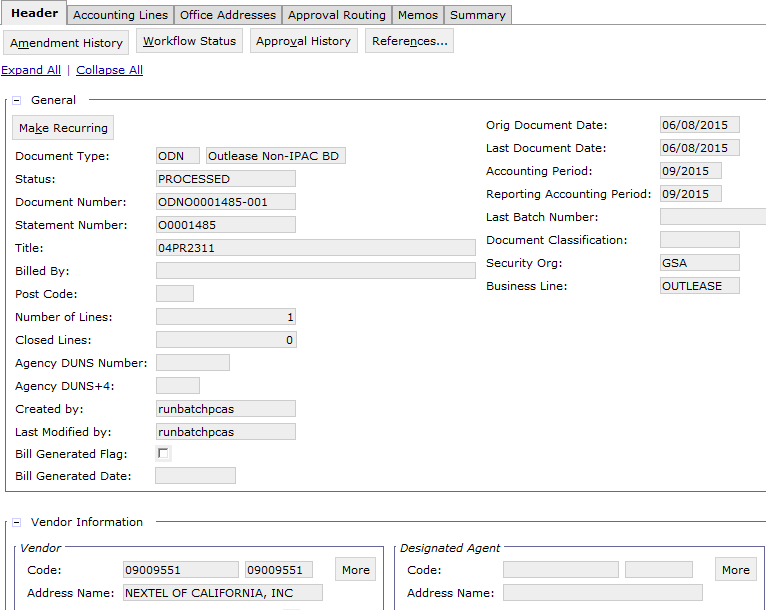 Header Accounting Lines Office Addresses Approval Routing Memos Summary
Amendment History Workflow Status Approval History References...
Expand All | Collapse All
General
Make Recurring
Document Type: ODN Outlease Non-IPAC BD
Status: PROCESSED
Document Number: ODNO0001485-001
Statement Number: O0001485
Title: 04PR2311
Billed By:
Post Code:
Number of Lines: 1
Closed Lines: 0
Agency DUNS Number:
Agency DUNS+4:
Created by: runbatchpcas
Last Modified by: runbatchpcas
Bill Generated Flag:
Bill Generated Date:
Orig Document Date: 06/08/2015
Last Document Date: 06/08/2015
Accounting Period: 09/2015
Reporting Accounting Period: 09/2015
Last Batch Number:
Document Classification:
Security Org: GSA
Business Line: OUTLEASE
Vendor Information
Vendor
Code: 09009551 09009551 More
Address Name: NEXTEL OF CALIFORNIA, INC
Designated Agent
Code: More
Address Name: